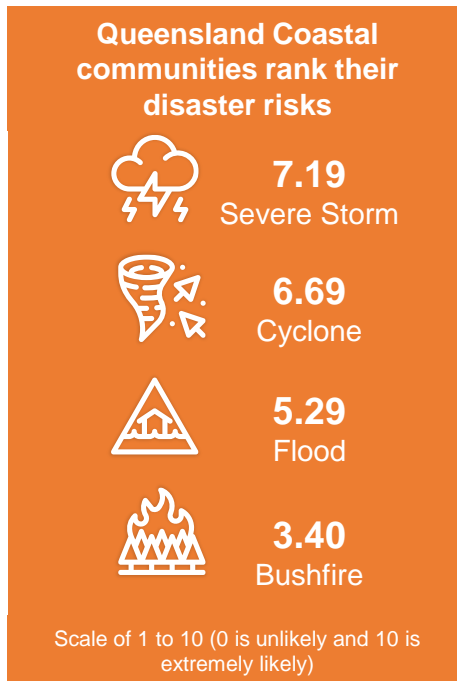 Queensland Coastal
communities rank their
disaster risks
7.19
Severe Storm
6.69
Cyclone
5.29
Flood
3.40
Bushfire
Scale of 1 to 10 (0 is unlikely and 10 is
extremely likely)